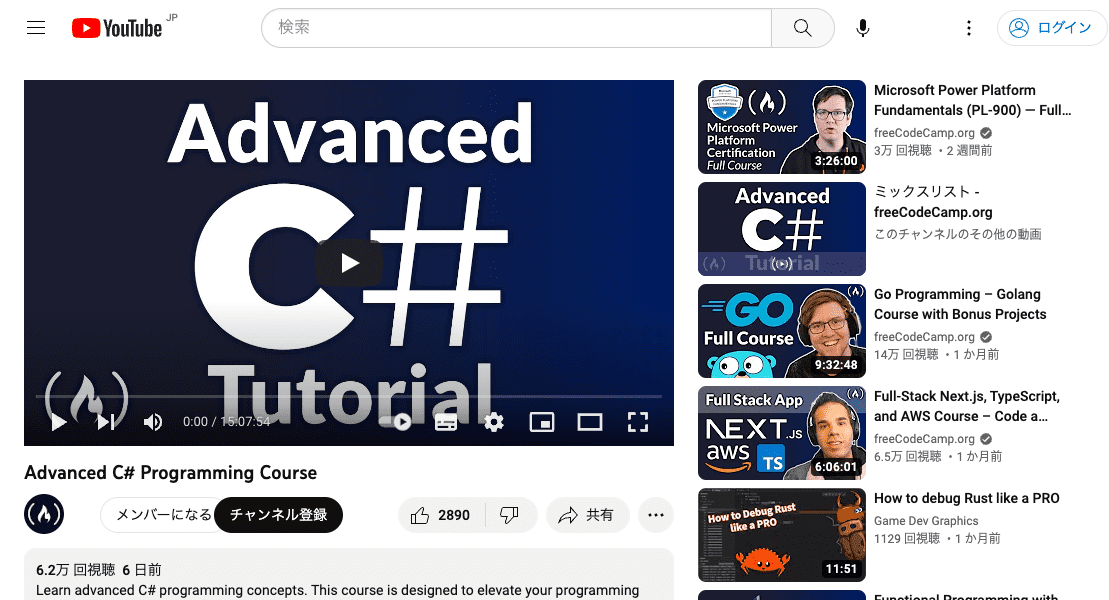 YouTube JP
検索
ログイン
Advanced
C#
Tutorial
0:00 / 15:07:54
Advanced C# Programming Course
メンバーになる
チャンネル登録
2890
共有
6.2万 回視聴 6 日前
Learn advanced C# programming concepts. This course is designed to elevate your programming
Microsoft Power
Platform
Certification
Full Course
3:26:00
Microsoft Power Platform
Fundamentals (PL-900) — Full...
freeCodeCamp.org
3万 回視聴 ・2 週間前
Advanced
C#
Tutorial
ミックスリスト -
freeCodeCamp.org
このチャンネルのその他の動画
GO
Full Course
9:32:48
Go Programming – Golang
Course with Bonus Projects
freeCodeCamp.org
14万 回視聴 ・1 か月前
Full Stack App
NEXT.JS
aws TS
6:06:01
Full-Stack Next.js, TypeScript,
and AWS Course – Code a...
freeCodeCamp.org
6.5万 回視聴 ・1 か月前
How to Debug Rust
like a PRO
11:51
How to debug Rust like a PRO
Game Dev Graphics
1129 回視聴 ・1 か月前
Functional Programming with